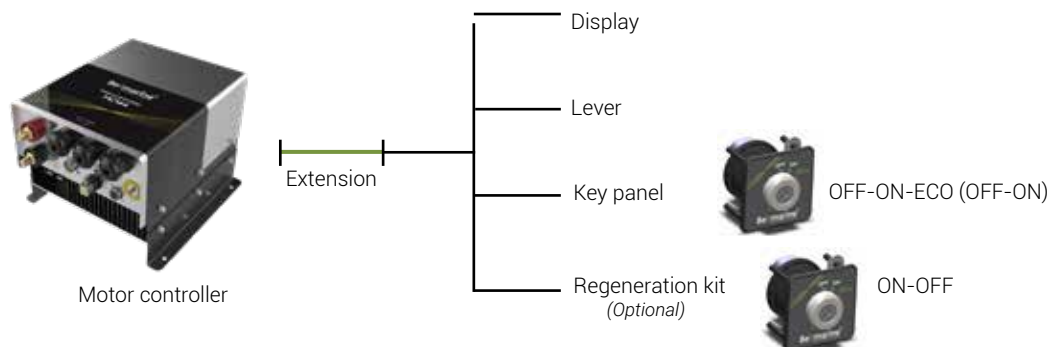 Display
Lever
Extension
Key panel
OFF-ON-ECO (OFF-ON)
Motor controller
Regeneration kit
(Optional)
ON-OFF